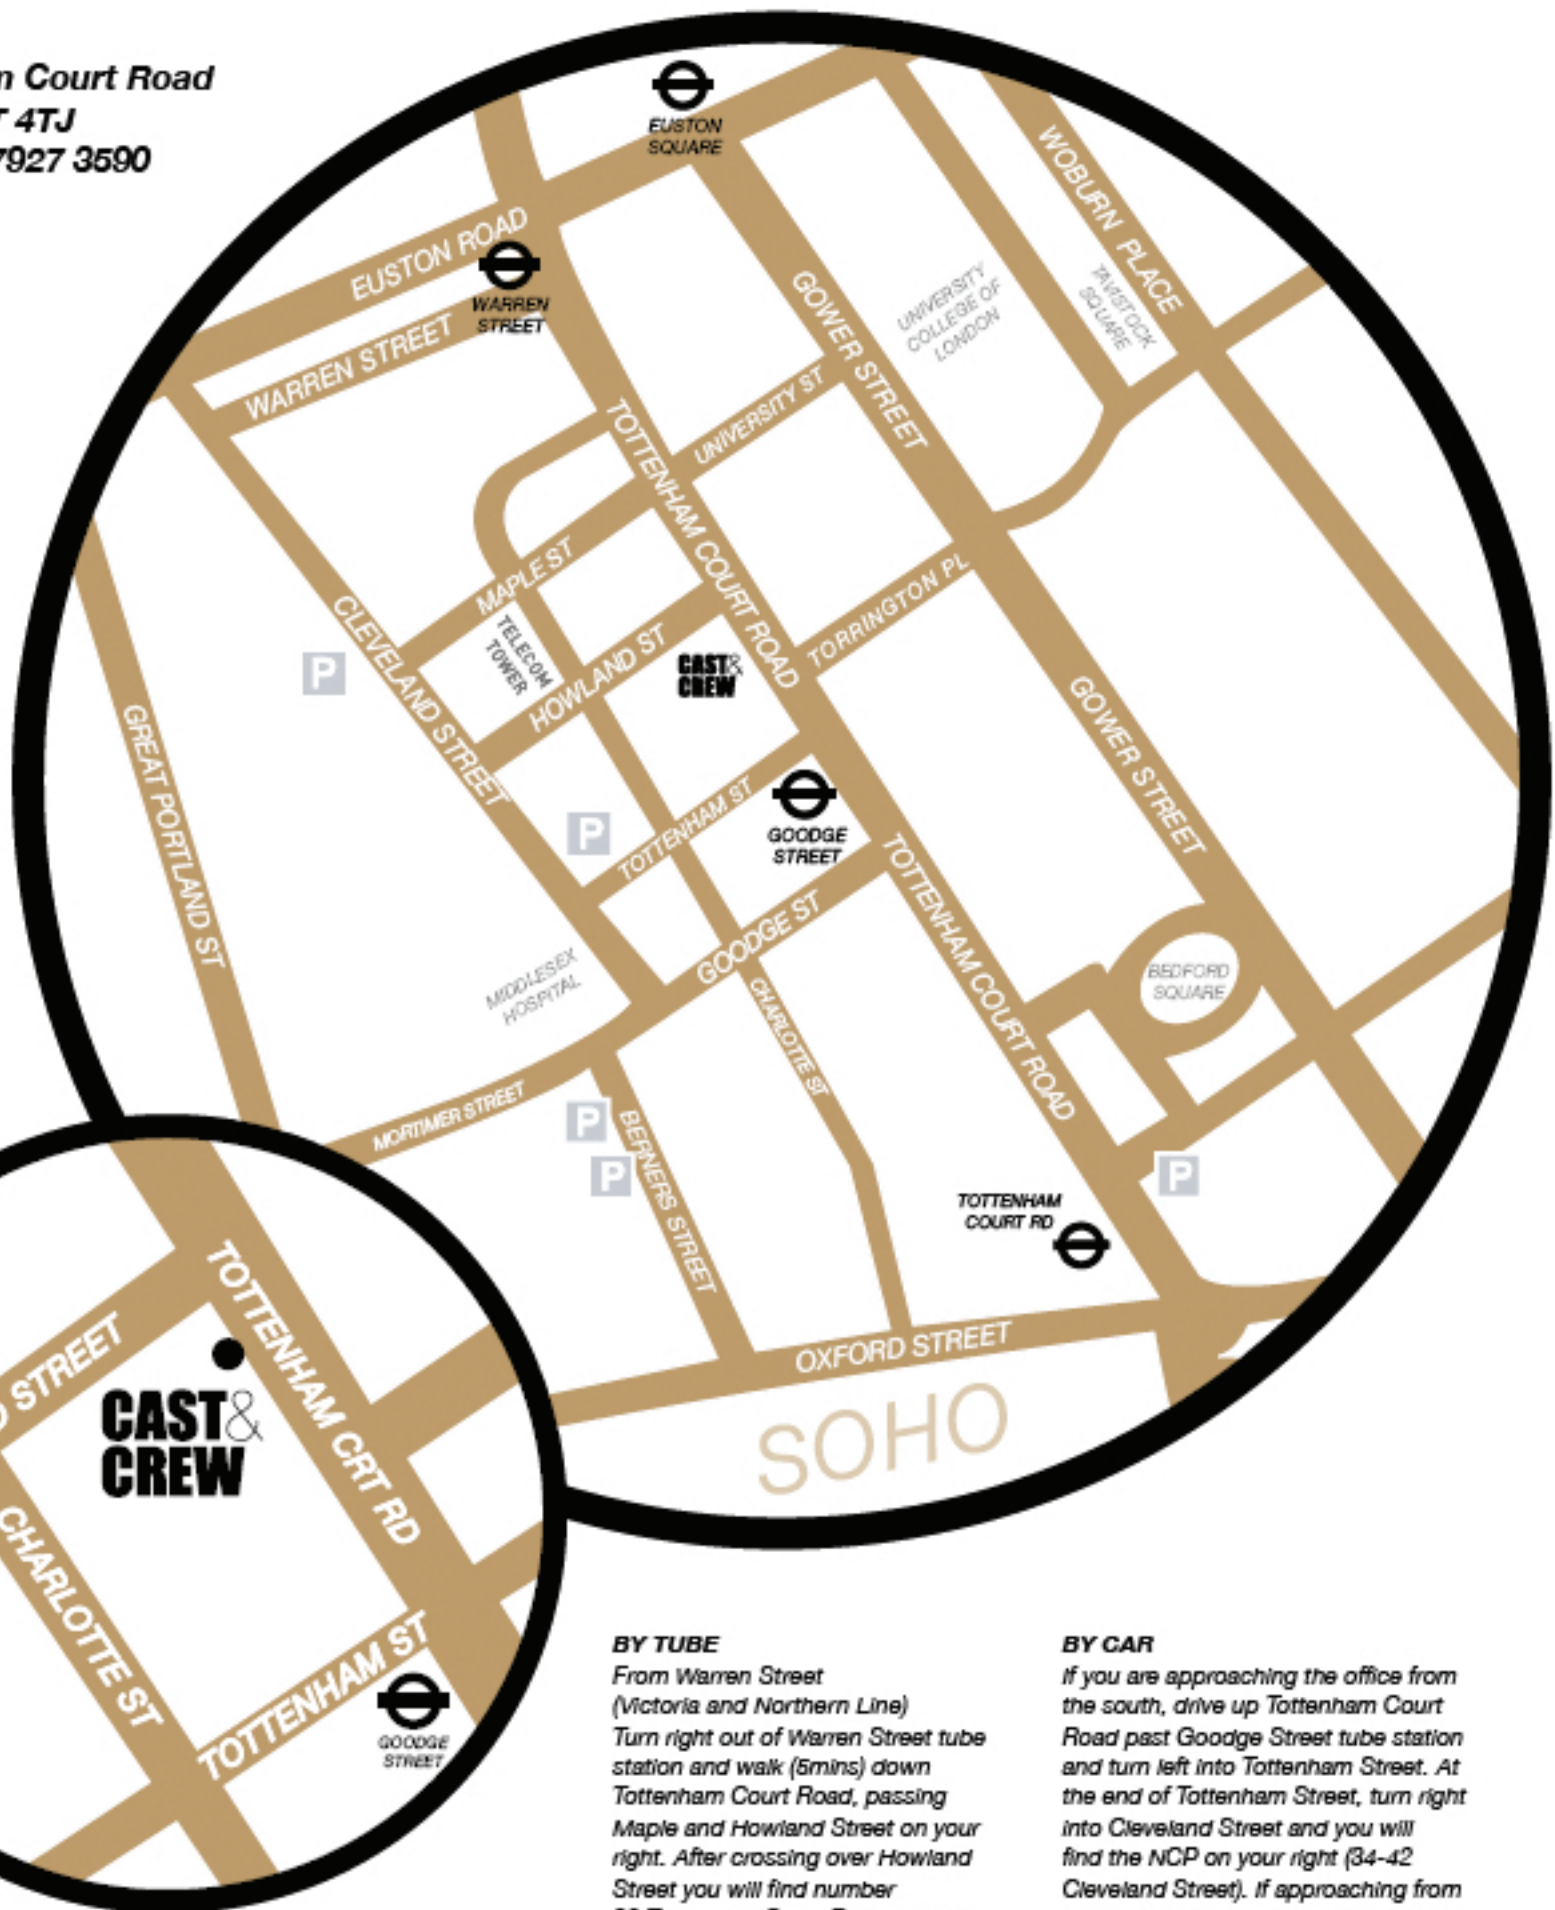 n Court Road
T 4TJ
7927 3590
EUSTON
SQUARE
WOBURN PLACE
EUSTON ROAD
WARREN
STREET
WARREN STREET
GOWER STREET
UNIVERSITY
COLLEGE OF
LONDON
TAVISTOCK
SQUARE
UNIVERSITY ST
TOTTENHAM COURT ROAD
MAPLE ST
TORRINGTON PL
CLEVELAND STREET
TELECOM
TOWER
HOWLAND ST
CAST&
CREW
P
GREAT PORTLAND ST
GOWER STREET
P
TOTTENHAM ST
GOODGE
STREET
TOTTENHAM COURT ROAD
GOODGE ST
MIDDLESEX
HOSPITAL
BEDFORD
SQUARE
CHARLOTTE ST
MORTIMER STREET
P
P
BERNERS STREET
P
TOTTENHAM
COURT RD
OXFORD STREET
SOHO
TOTTENHAM CRT RD
D STREET
CAST&
CREW
CHARLOTTE ST
TOTTENHAM ST
GOODGE
STREET
BY TUBE
From Warren Street
(Victoria and Northern Line)
Turn right out of Warren Street tube
station and walk (5mins) down
Tottenham Court Road, passing
Maple and Howland Street on your
right. After crossing over Howland
Street you will find number
BY CAR
If you are approaching the office from
the south, drive up Tottenham Court
Road past Goodge Street tube station
and turn left into Tottenham Street. At
the end of Tottenham Street, turn right
into Cleveland Street and you will
find the NCP on your right (34-42
Cleveland Street). If approaching from